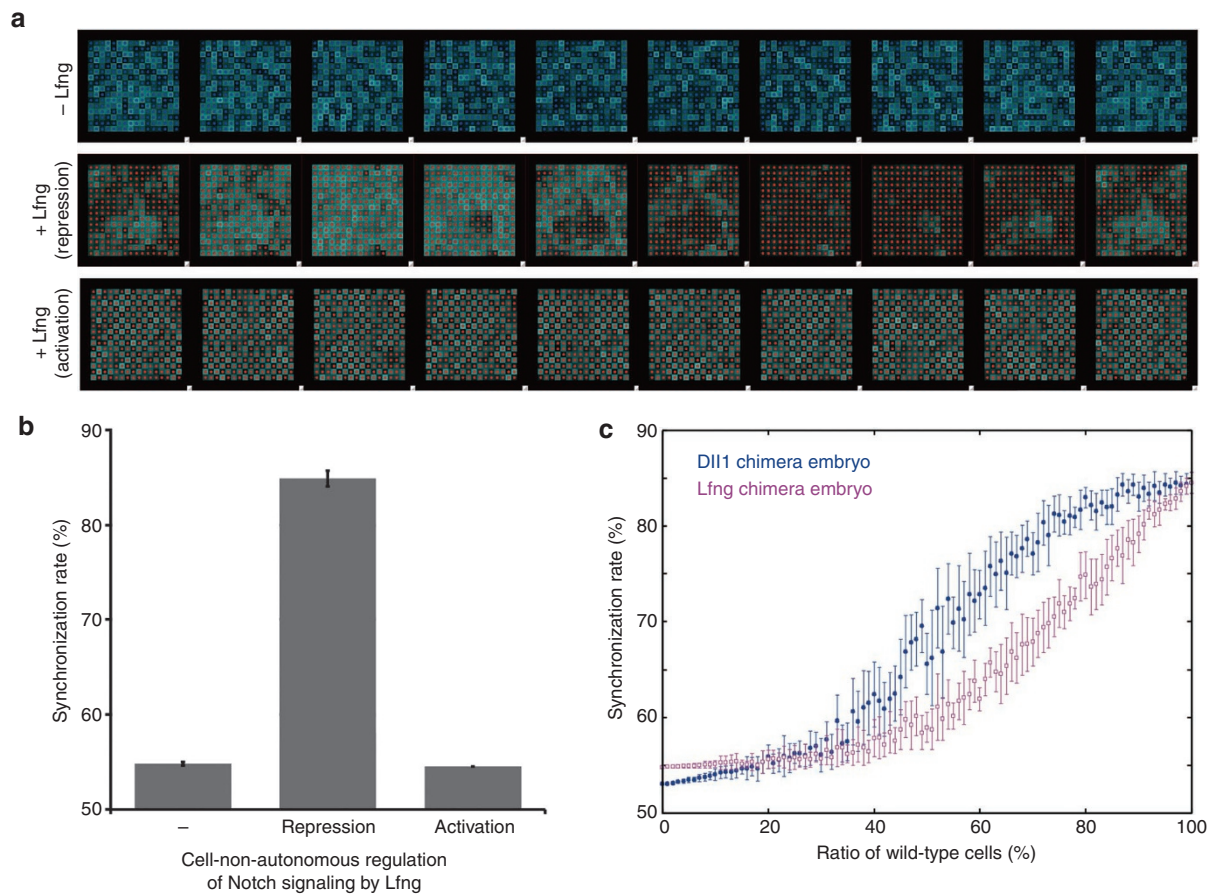 a
– Lfng
+ Lfng
(repression)
+ Lfng
(activation)
b
90
80
70
60
50
Synchronization rate (%)
–
Repression
Activation
Cell-non-autonomous regulation
of Notch signaling by Lfng
c
90
80
70
60
50
Synchronization rate (%)
Dll1 chimera embryo
Lfng chimera embryo
0
20
40
60
80
100
Ratio of wild-type cells (%)